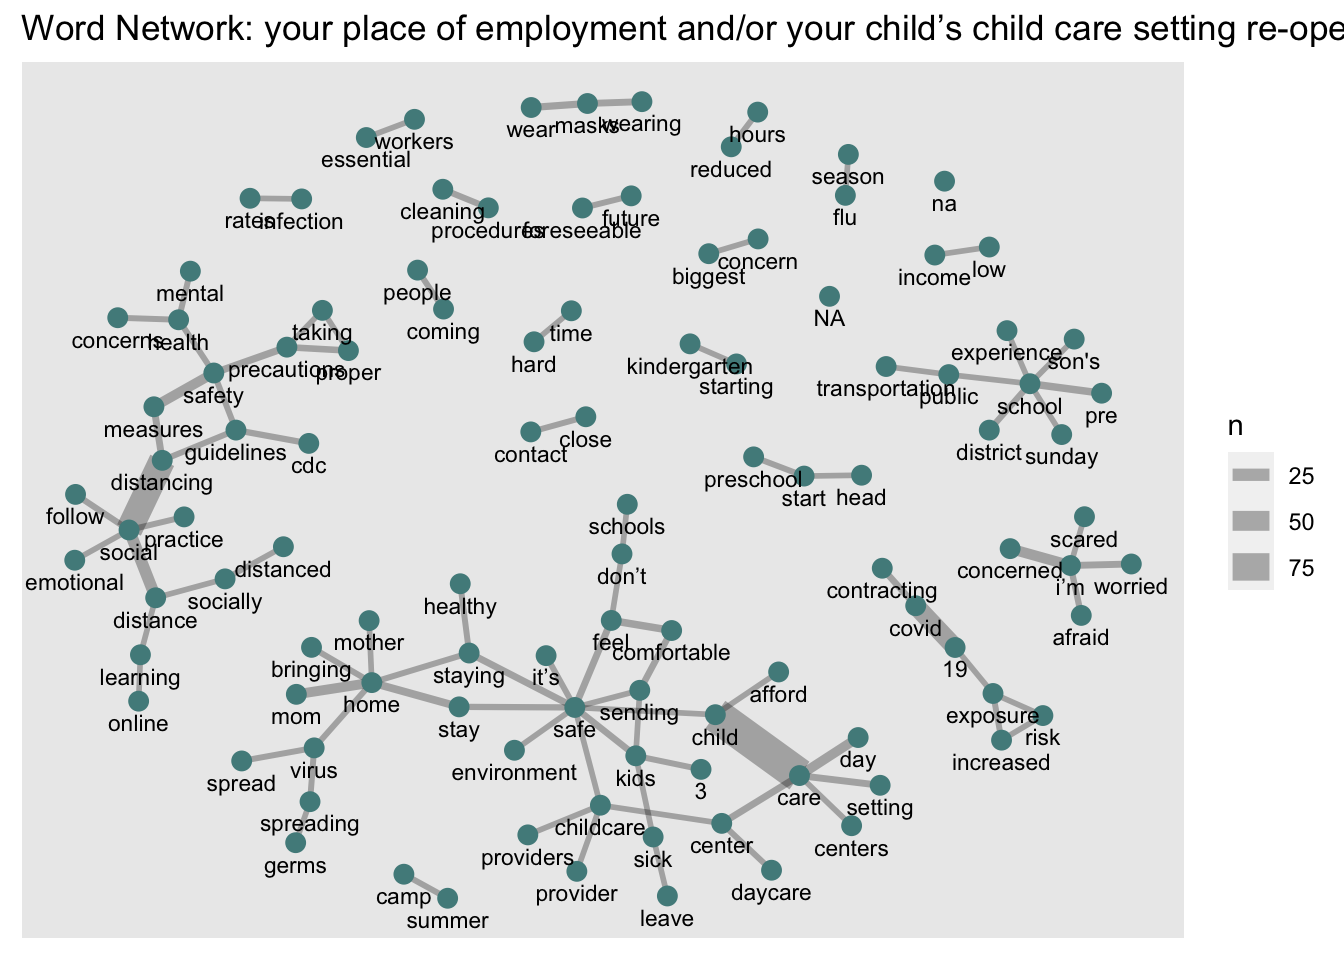 Word Network: your place of employment and/or your child’s child care setting re-ope
wear
masks
wearing
hours
workers
essential
reduced
season
na
flu
rates
infection
cleaning
procedures
foreseeable
future
biggest
concern
income
low
mental
people
coming
concerns
health
taking
precautions
proper
hard
time
NA
kindergarten
starting
experience
son's
transportation
public
school
pre
district
sunday
safety
measures
guidelines
cdc
distancing
contact
close
preschool
start
head
follow
social
practice
emotional
distanced
socially
distance
learning
online
schools
don’t
feel
comfortable
scared
concerned
i’m
worried
afraid
contracting
covid
19
exposure
risk
increased
healthy
mother
bringing
mom
home
staying
stay
it’s
safe
sending
environment
afford
child
day
care
setting
centers
kids
3
spread
virus
spreading
germs
childcare
providers
provider
sick
center
daycare
leave
camp
summer
n
25
50
75